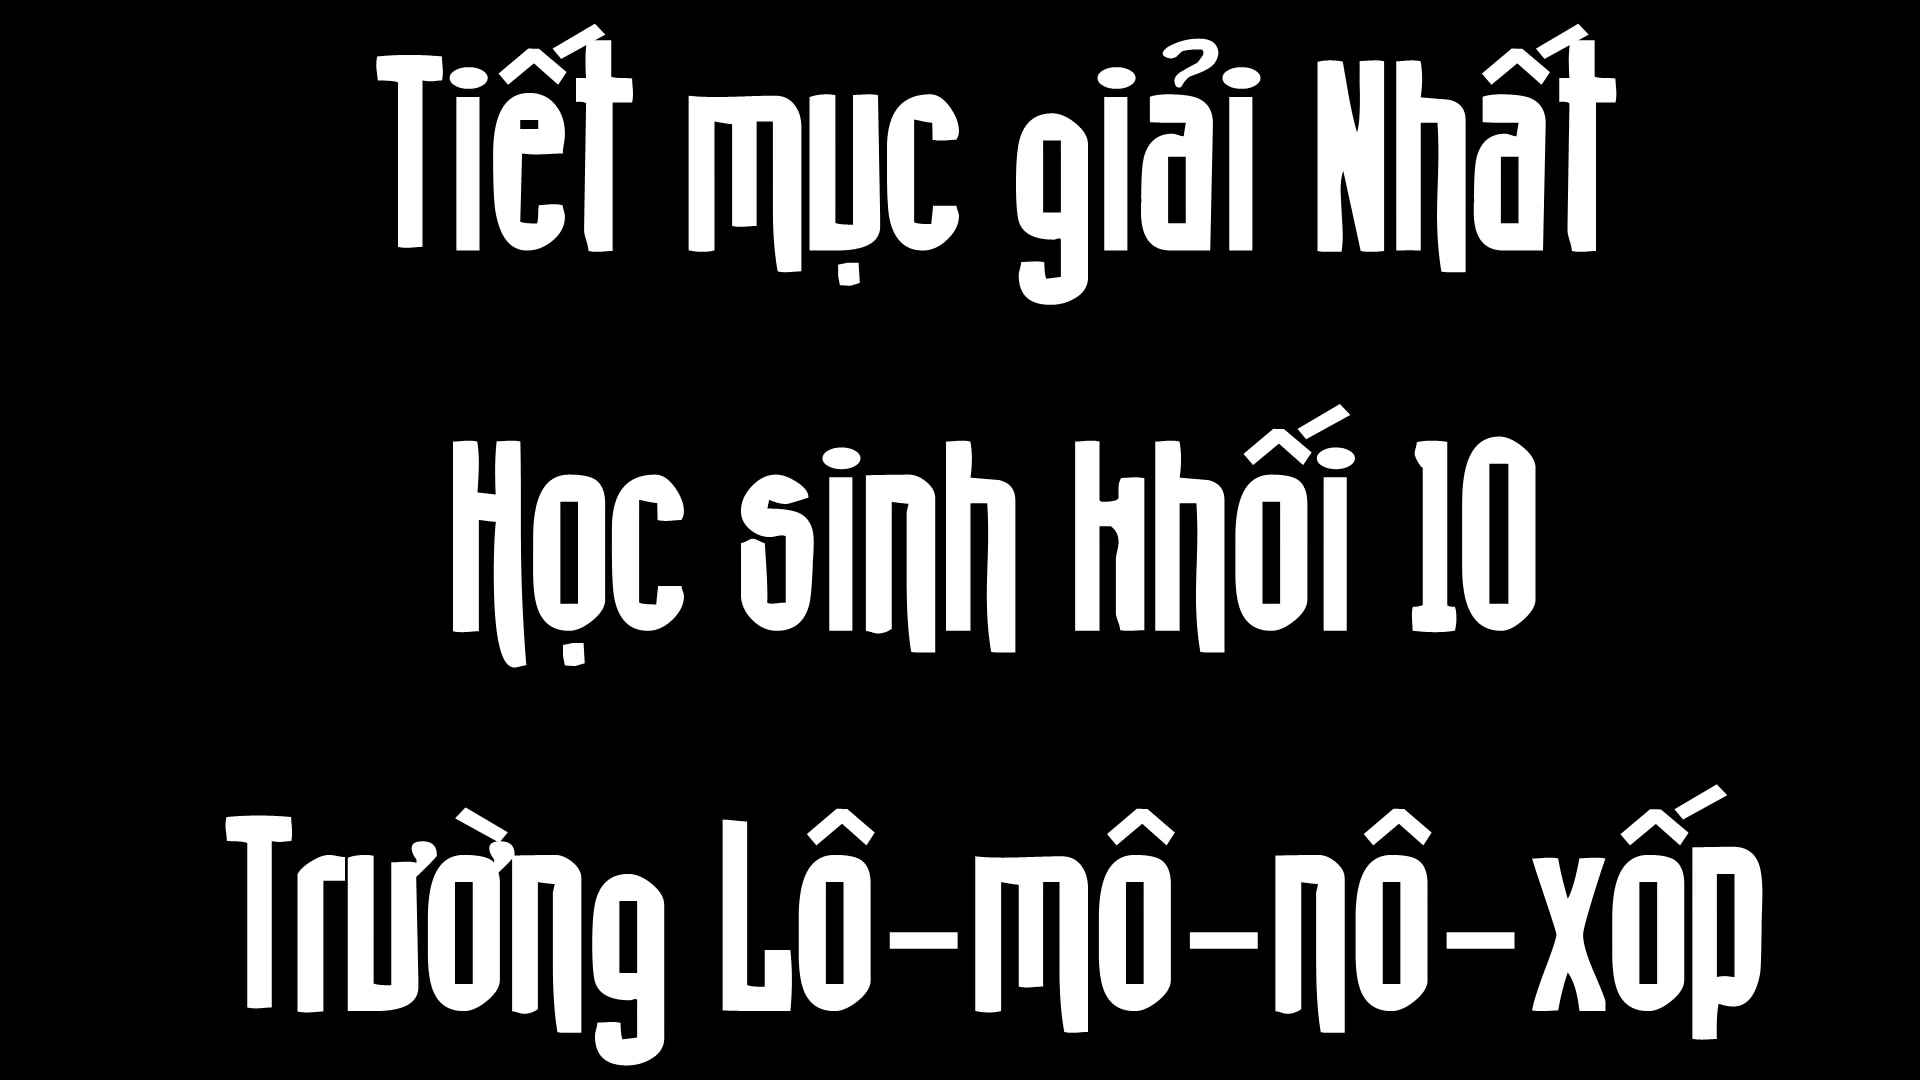 Tiết mục giải Nhất
Học sinh khối 10
Trường Lô-mô-nô-xốp